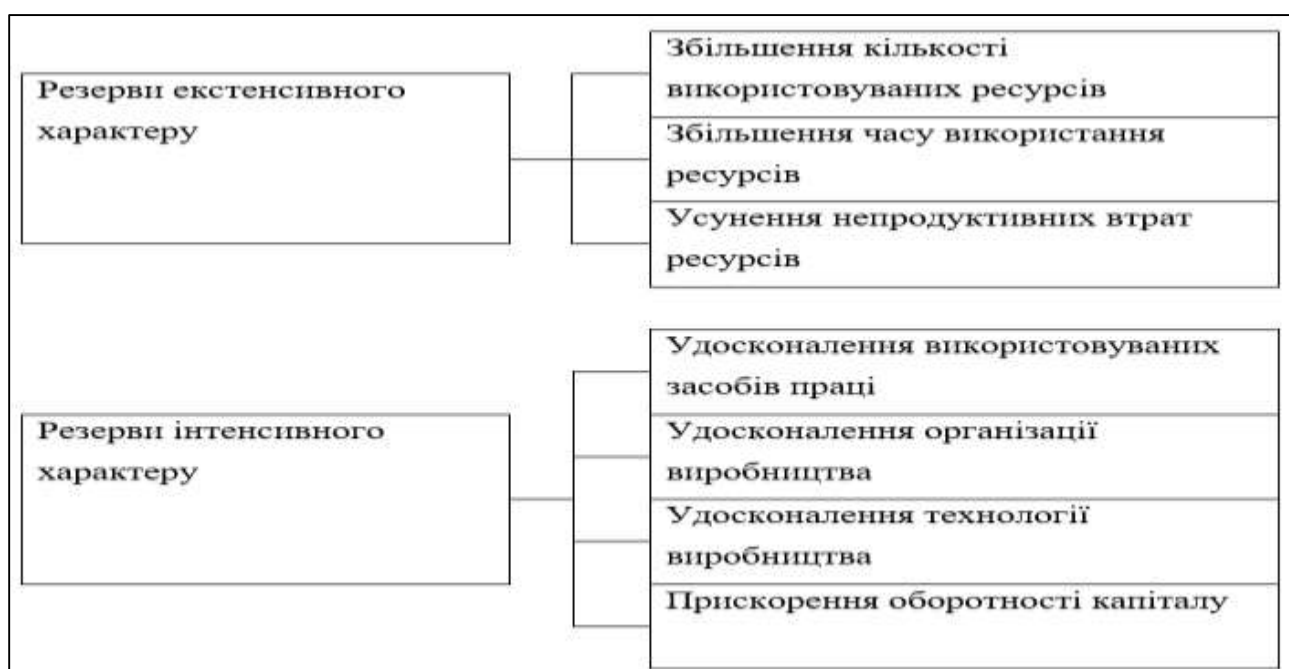 Резерви екстенсивного
характеру
Збільшення кількості
використовуваних ресурсів
Збільшення часу використання
ресурсів
Усунення непродуктивних втрат
ресурсів
Резерви інтенсивного
характеру
Удосконалення використовуваних
засобів праці
Удосконалення організації
виробництва
Удосконалення технології
виробництва
Прискорення оборотності капіталу